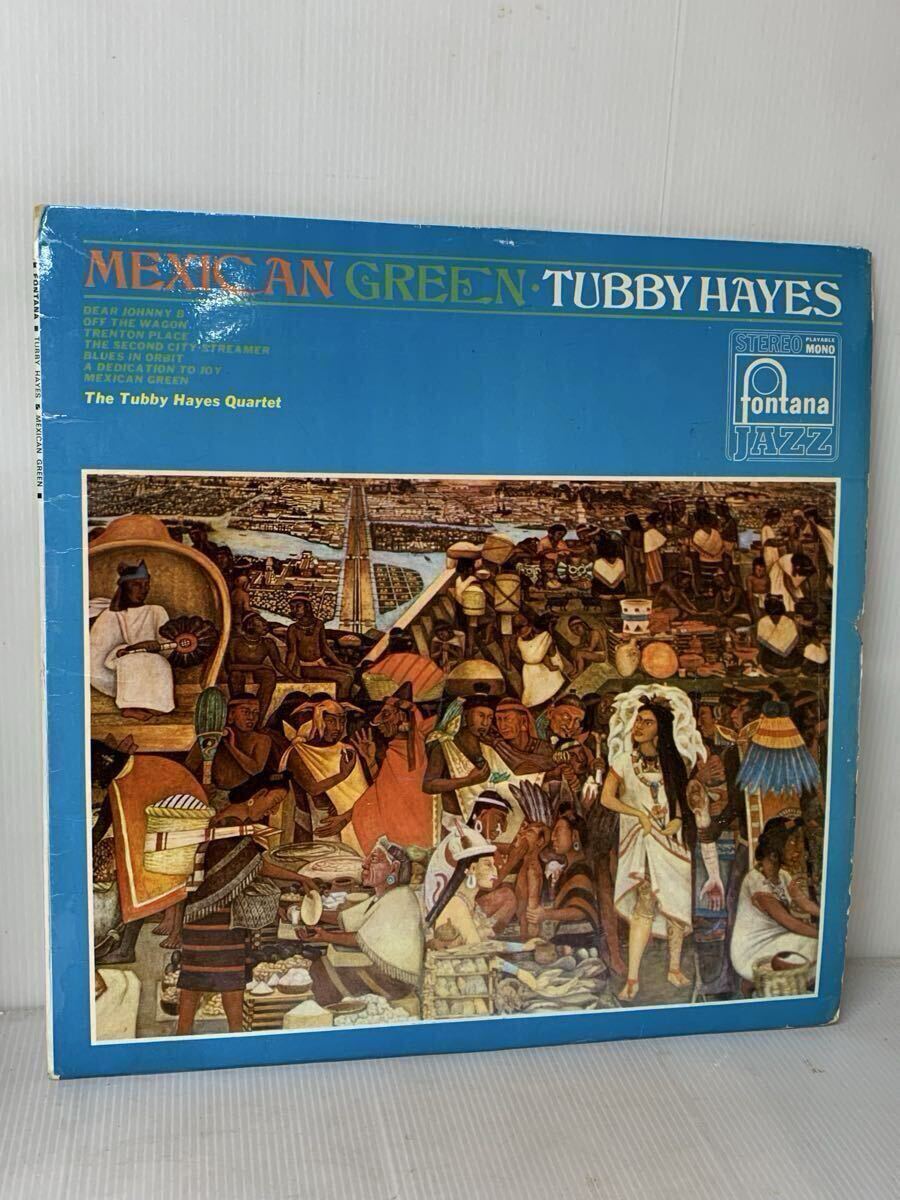 MEXICAN GREEN · TUBBY HAYES
DEAR JOHNNY B
OFF THE WAGON
TRENTON PLACE
THE SECOND CITY STREAMER
BLUES IN ORBIT
A DEDICATION TO JOY
MEXICAN GREEN
The Tubby Hayes Quartet
STEREO PLAYABLE MONO
fontana
JAZZ
■ FONTANA ■ TUBBY HAYES & MEXICAN GREEN ■